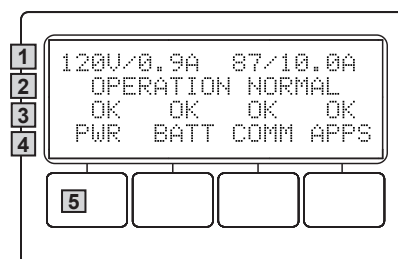 1 120V/0.9A 87/10.0A
2 OPERATION NORMAL
3 OK OK OK OK
4 PWR BATT COMM APPS
5